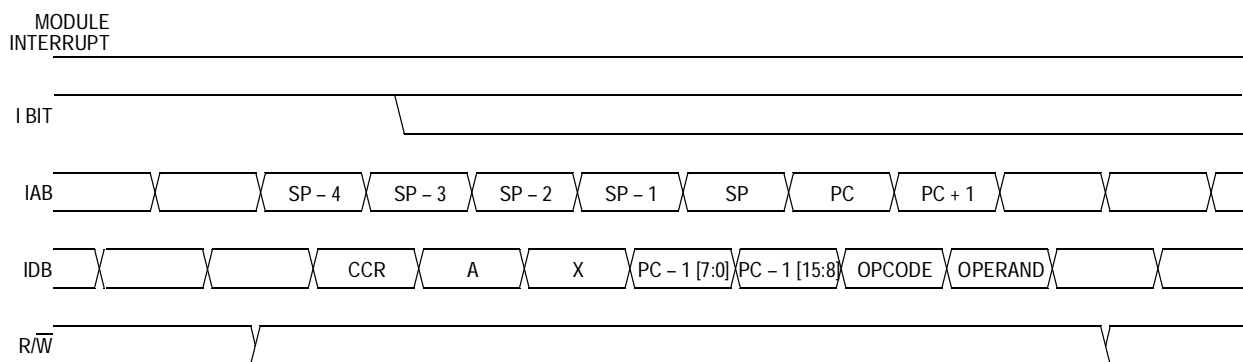 MODULE
INTERRUPT
I BIT
IAB SP – 4 SP – 3 SP – 2 SP – 1 SP PC PC + 1
IDB CCR A X PC – 1 [7:0] PC – 1 [15:8] OPCODE OPERAND
R/W̅